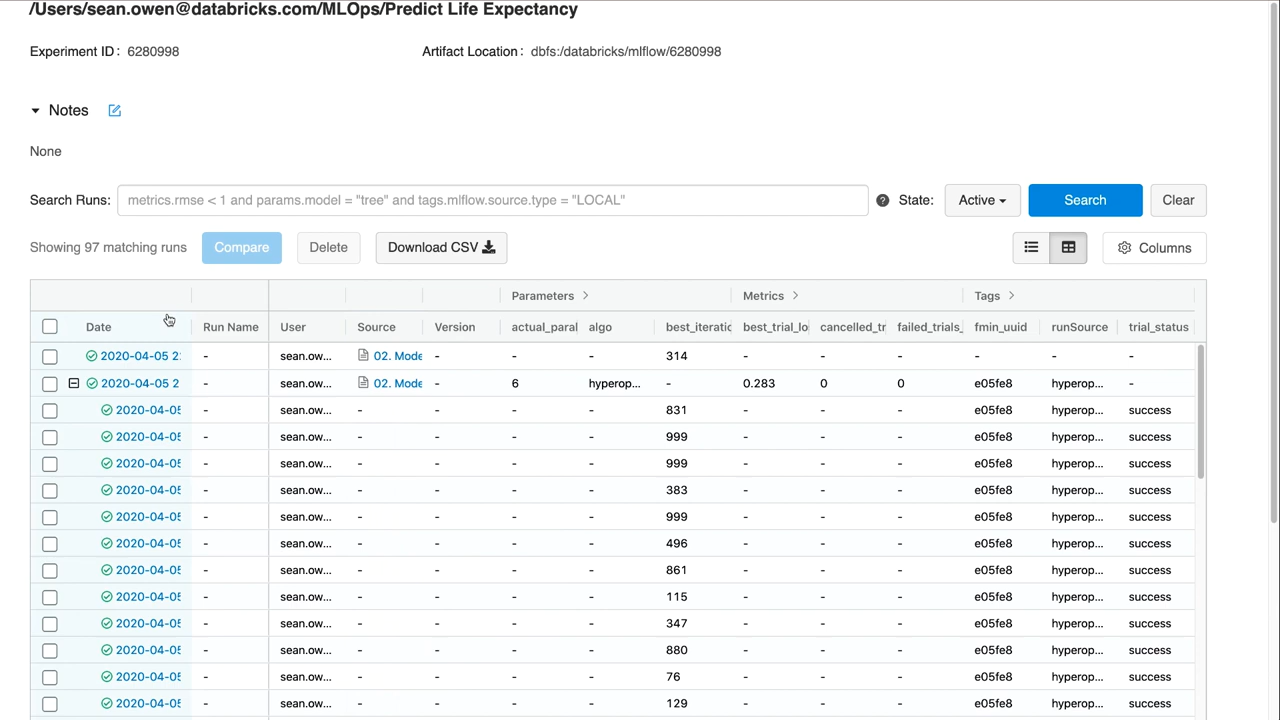 /Users/sean.owen@databricks.com/MLOps/Predict Life Expectancy
Experiment ID : 6280998 Artifact Location : dbfs:/databricks/mlflow/6280998
Notes
None
Search Runs: metrics.rmse < 1 and params.model = "tree" and tags.mlflow.source.type = "LOCAL" ? State: Active Search Clear
Showing 97 matching runs Compare Delete Download CSV Columns
Parameters > Metrics > Tags >
Date Run Name User Source Version actual_paral algo best_iteratic best_trial_lo cancelled_tr failed_trials_ fmin_uuid runSource trial_status
2020-04-05 2: - sean.ow... 02. Mode - - - 314 - - - - - -
2020-04-05 2 - sean.ow... 02. Mode - 6 hyperop... - 0.283 0 0 e05fe8 hyperop... -
2020-04-05 - sean.ow... - - - - 831 - - - e05fe8 hyperop... success
2020-04-05 - sean.ow... - - - - 999 - - - e05fe8 hyperop... success
2020-04-05 - sean.ow... - - - - 999 - - - e05fe8 hyperop... success
2020-04-05 - sean.ow... - - - - 383 - - - e05fe8 hyperop... success
2020-04-05 - sean.ow... - - - - 999 - - - e05fe8 hyperop... success
2020-04-05 - sean.ow... - - - - 496 - - - e05fe8 hyperop... success
2020-04-05 - sean.ow... - - - - 861 - - - e05fe8 hyperop... success
2020-04-05 - sean.ow... - - - - 115 - - - e05fe8 hyperop... success
2020-04-05 - sean.ow... - - - - 347 - - - e05fe8 hyperop... success
2020-04-05 - sean.ow... - - - - 880 - - - e05fe8 hyperop... success
2020-04-05 - sean.ow... - - - - 76 - - - e05fe8 hyperop... success
2020-04-05 - sean.ow... - - - - 129 - - - e05fe8 hyperop... success